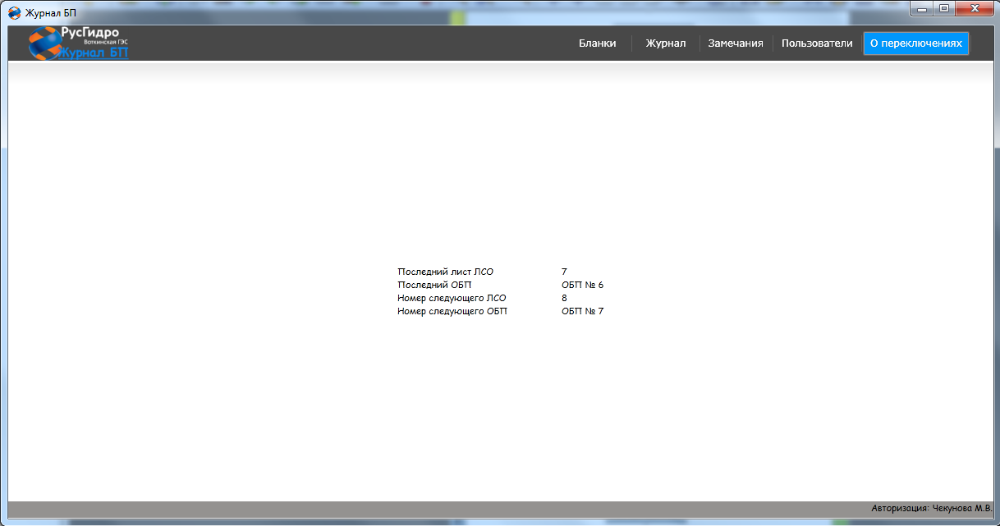 Журнал БП
РусГидро
Воткинская ГЭС
Журнал БП
Бланки Журнал Замечания Пользователи О переключениях
Последний лист ЛСО 7
Последний ОБП ОБП № 6
Номер следующего ЛСО 8
Номер следующего ОБП ОБП № 7
Авторизация: Чекунова М.В.